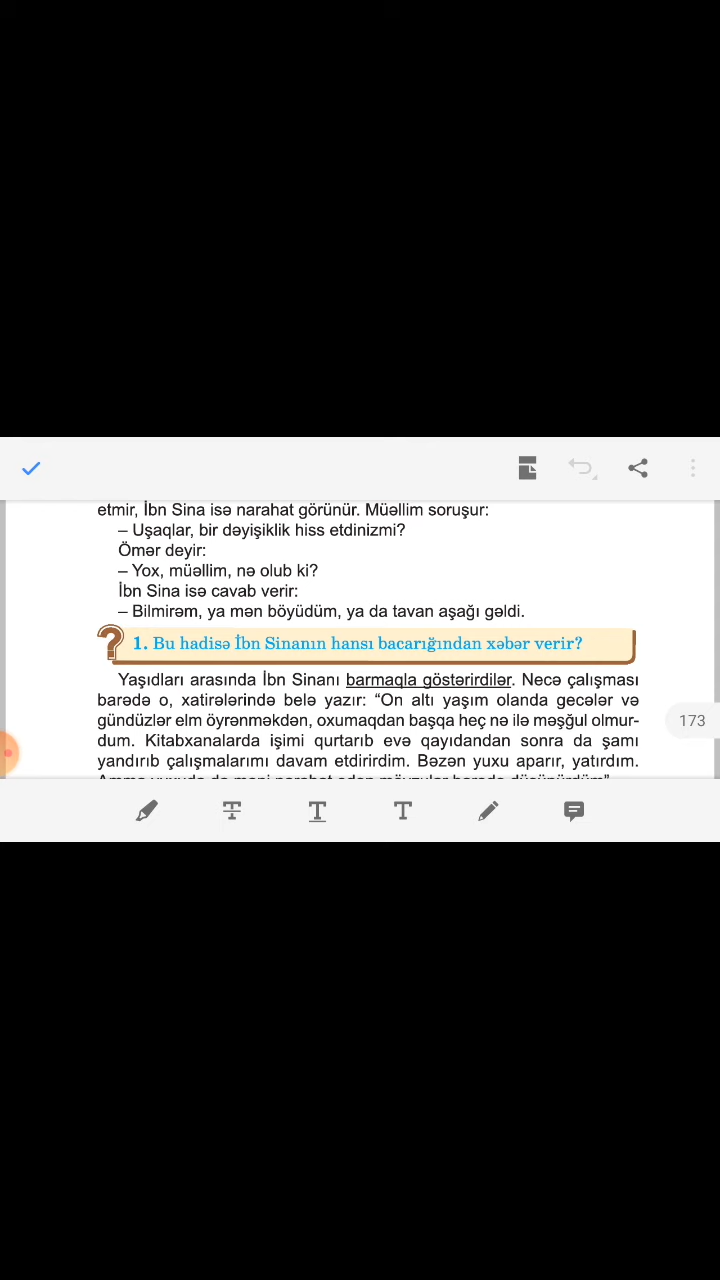 etmir, İbn Sina isə narahat görünür. Müəllim soruşur:
– Uşaqlar, bir dəyişiklik hiss etdinizmi?
Ömər deyir:
– Yox, müəllim, nə olub ki?
İbn Sina isə cavab verir:
– Bilmirəm, ya mən böyüdüm, ya da tavan aşağı gəldi.
? 1. Bu hadisə İbn Sinanın hansı bacarığından xəbər verir?
Yaşıdları arasında İbn Sinanı barmaqla göstərirdilər. Necə çalışması
barədə o, xatirələrində belə yazır: “On altı yaşım olanda gecələr və
gündüzlər elm öyrənməkdən, oxumaqdan başqa heç nə ilə məşğul olmur-
dum. Kitabxanalarda işimi qurtarıb evə qayıdandan sonra da şamı
yandırıb çalışmalarımı davam etdirirdim. Bəzən yuxu aparır, yatırdım.
173